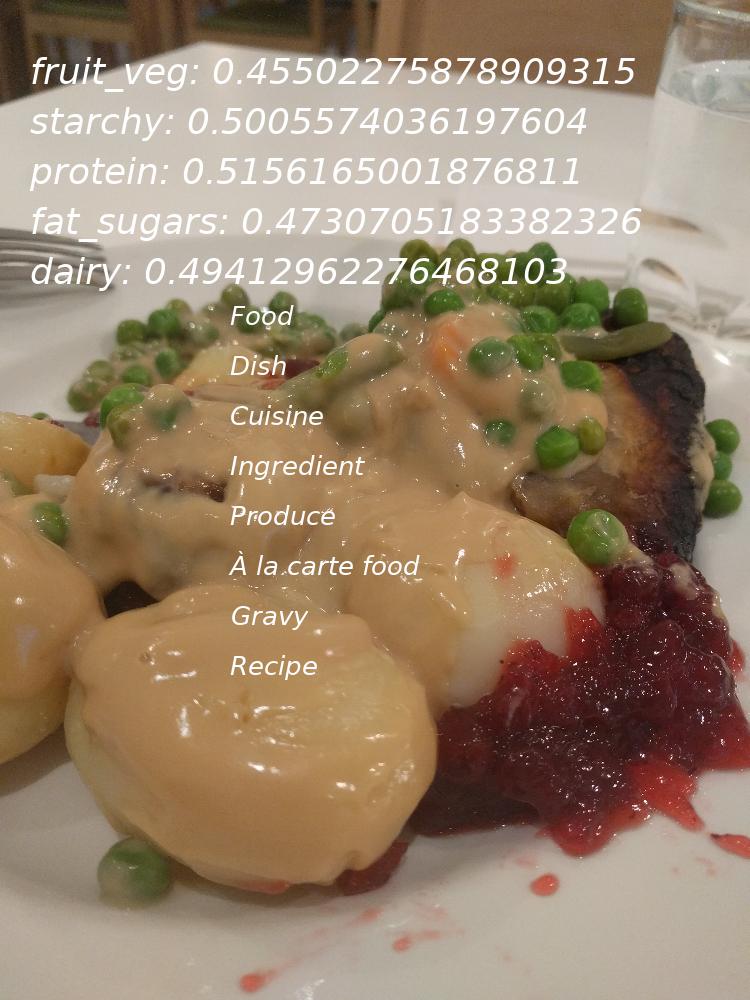 fruit_veg: 0.45502275878909315
starchy: 0.5005574036197604
protein: 0.5156165001876811
fat_sugars: 0.4730705183382326
dairy: 0.49412962276468103
Food
Dish
Cuisine
Ingredient
Produce
À la carte food
Gravy
Recipe